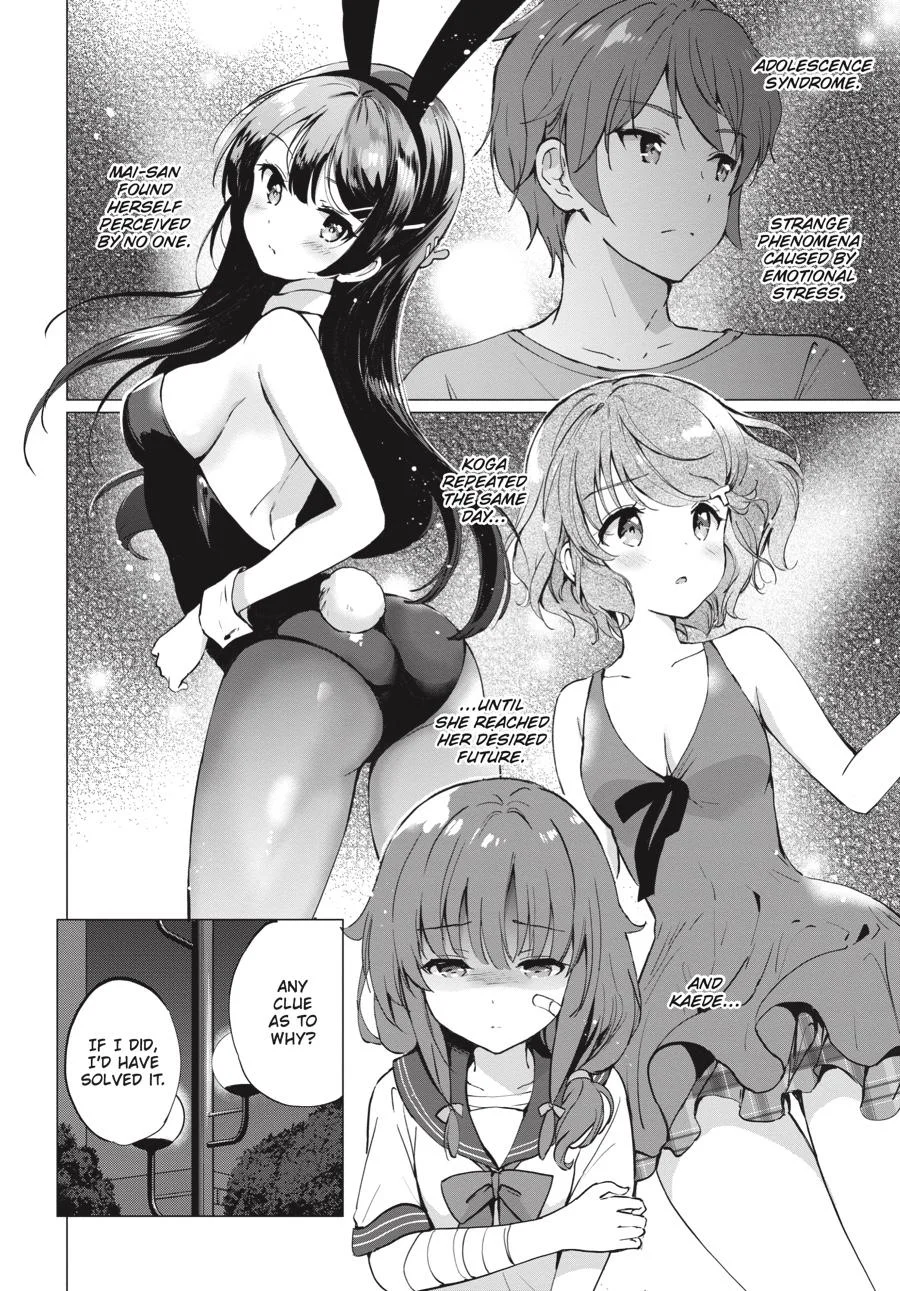 ADOLESCENCE
SYNDROME.
STRANGE
PHENOMENA
CAUSED BY
EMOTIONAL
STRESS.
MAI-SAN
FOUND
HERSELF
PERCEIVED
BY NO ONE.
KOGA
REPEATED
THE SAME
DAY...
...UNTIL
SHE REACHED
HER DESIRED
FUTURE.
AND
KAEDE...
ANY
CLUE
AS TO
WHY?
IF I DID,
I'D HAVE
SOLVED IT.